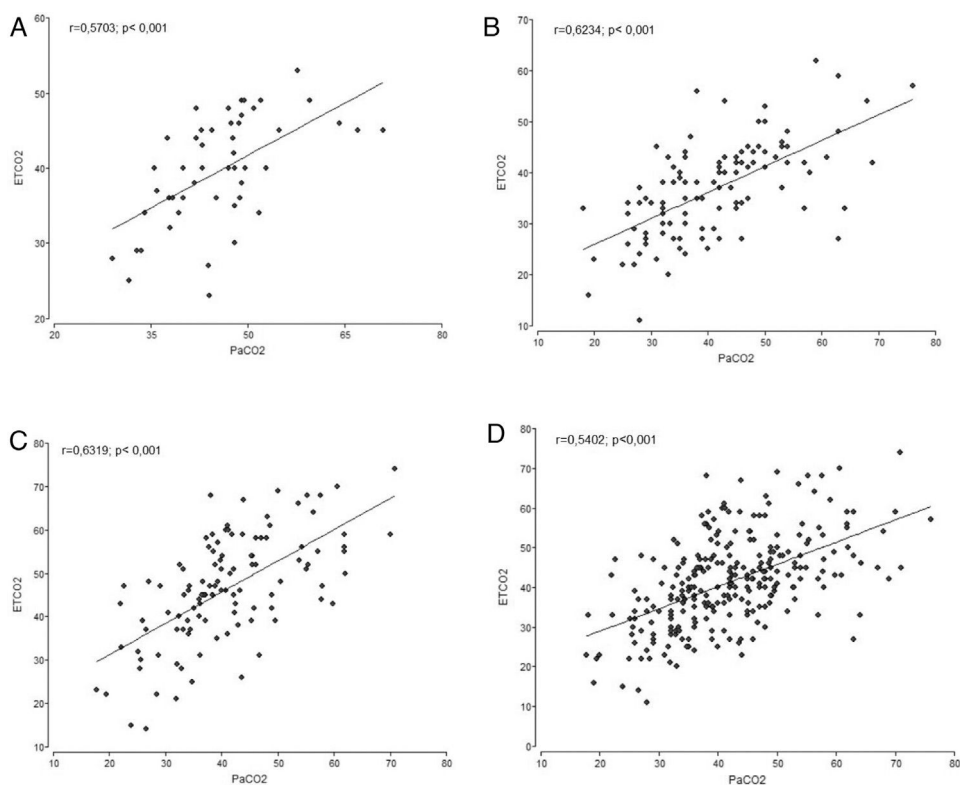 A
r=0,5703; p< 0,001
60
50
40
30
20
ETCO2
20 35 50 65 80
PaCO2
B
r=0,6234; p< 0,001
70
60
50
40
30
20
10
ETCO2
10 20 30 40 50 60 70 80
PaCO2
C
r=0,6319; p< 0,001
80
70
60
50
40
30
20
10
ETCO2
10 20 30 40 50 60 70 80
PaCO2
D
r=0,5402; p<0,001
80
70
60
50
40
30
20
10
0
ETCO2
10 20 30 40 50 60 70 80
PaCO2